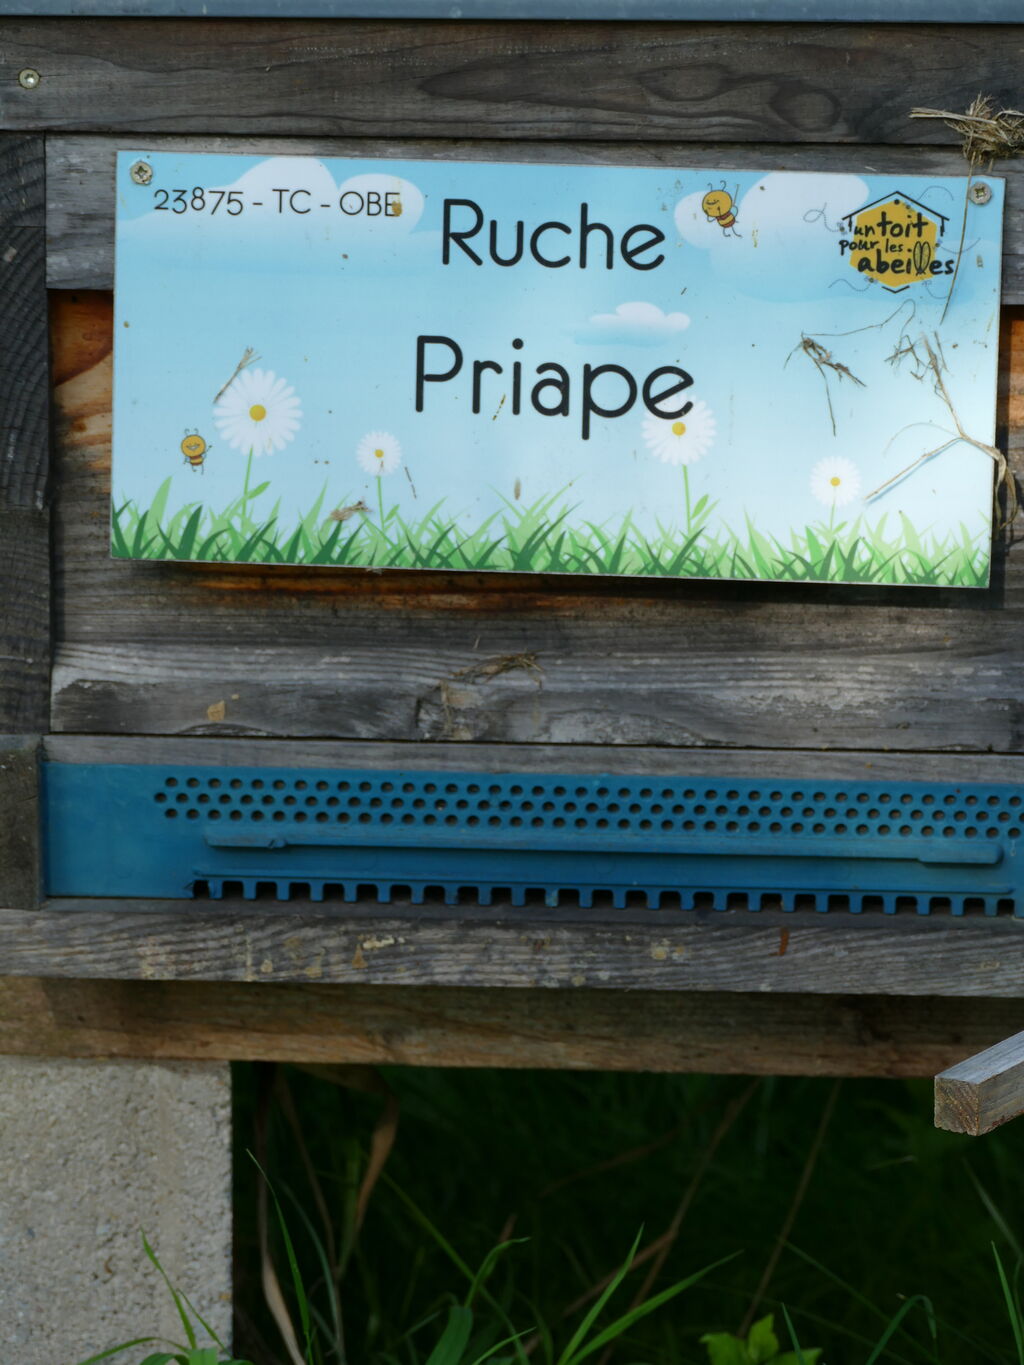 23875 - TC - OBE
Ruche
Priape
un toit
pour les
abeilles